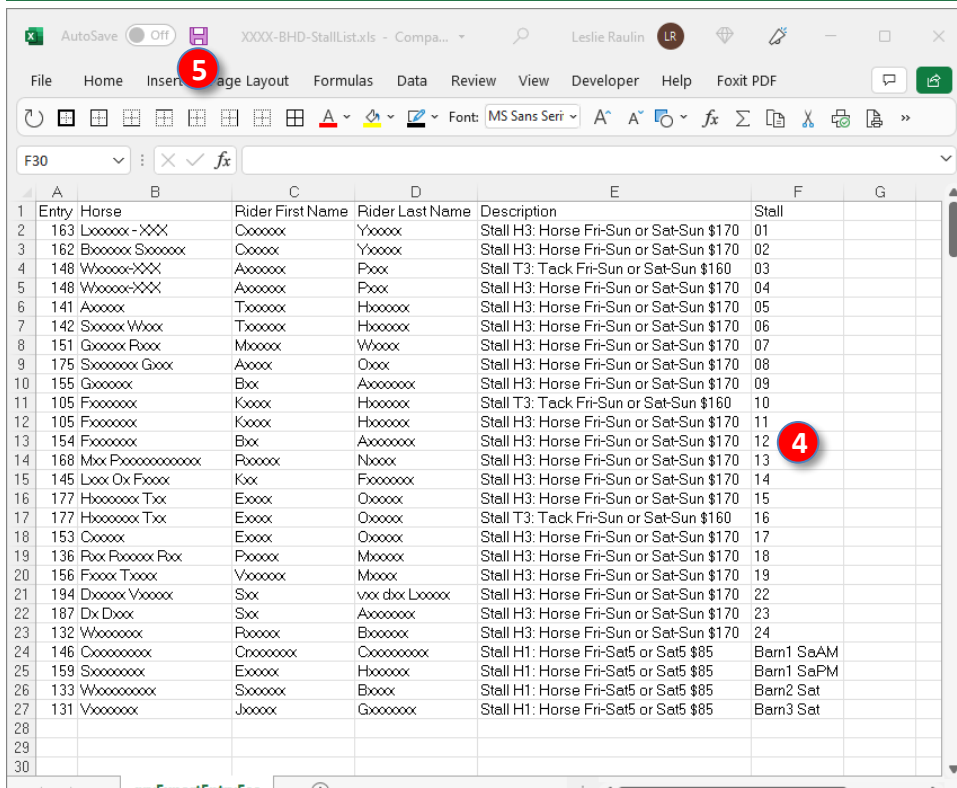 AutoSave Off XXXX-BHD-StallList.xls - Compa... Leslie Raulin LR
5
File Home Insert age Layout Formulas Data Review View Developer Help Foxit PDF
Font: MS Sans Seri
F30 fx
A B C D E F G
1 Entry Horse Rider First Name Rider Last Name Description Stall
2 163 Lxxxxxx - XXX Cxxxxxx Yxxxxx Stall H3: Horse Fri-Sun or Sat-Sun $170 01
3 162 Bxxxxxx Sxxxxxx Cxxxxx Yxxxxx Stall H3: Horse Fri-Sun or Sat-Sun $170 02
4 148 Wxxxxx-XXX Axxxxxx Pxxx Stall T3: Tack Fri-Sun or Sat-Sun $160 03
5 148 Wxxxxx-XXX Axxxxxx Pxxx Stall H3: Horse Fri-Sun or Sat-Sun $170 04
6 141 Axxxxx Txxxxxx Hxxxxxx Stall H3: Horse Fri-Sun or Sat-Sun $170 05
7 142 Sxxxxx Wxxx Txxxxxx Hxxxxxx Stall H3: Horse Fri-Sun or Sat-Sun $170 06
8 151 Gxxxxx Rxxx Mxxxxx Wxxxx Stall H3: Horse Fri-Sun or Sat-Sun $170 07
9 175 Sxxxxxxx Gxxx Axxxx Oxxx Stall H3: Horse Fri-Sun or Sat-Sun $170 08
10 155 Gxxxxxx Bxx Axxxxxxx Stall H3: Horse Fri-Sun or Sat-Sun $170 09
11 105 Fxxxxxxx Kxxxx Hxxxxxx Stall T3: Tack Fri-Sun or Sat-Sun $160 10
12 105 Fxxxxxxx Kxxxx Hxxxxxx Stall H3: Horse Fri-Sun or Sat-Sun $170 11
13 154 Fxxxxxxx Bxx Axxxxxxx Stall H3: Horse Fri-Sun or Sat-Sun $170 12 4
14 168 Mxx Pxxxxxxxxxxxx Rxxxxx Nxxxx Stall H3: Horse Fri-Sun or Sat-Sun $170 13
15 145 Lxxx Ox Fxxxx Kxx Fxxxxxxx Stall H3: Horse Fri-Sun or Sat-Sun $170 14
16 177 Hxxxxxxx Txx Exxxx Oxxxxx Stall H3: Horse Fri-Sun or Sat-Sun $170 15
17 177 Hxxxxxxx Txx Exxxx Oxxxxx Stall T3: Tack Fri-Sun or Sat-Sun $160 16
18 153 Cxxxxx Exxxx Oxxxxx Stall H3: Horse Fri-Sun or Sat-Sun $170 17
19 136 Rxx Rxxxxx Rxx Pxxxxx Mxxxxx Stall H3: Horse Fri-Sun or Sat-Sun $170 18
20 156 Fxxxx Txxxx Vxxxxxx Mxxxx Stall H3: Horse Fri-Sun or Sat-Sun $170 19
21 194 Dxxxxx Vxxxxx Sxx vxx dxx Lxxxxx Stall H3: Horse Fri-Sun or Sat-Sun $170 22
22 187 Dx Dxxx Sxx Axxxxxxx Stall H3: Horse Fri-Sun or Sat-Sun $170 23
23 132 Wxxxxxxx Rxxxxx Bxxxxxx Stall H3: Horse Fri-Sun or Sat-Sun $170 24
24 146 Cxxxxxxxxx Crxxxxxxx Cxxxxxxxxx Stall H1: Horse Fri-Sat5 or Sat5 $85 Barn1 SaAM
25 159 Sxxxxxxxx Exxxxx Hxxxxxx Stall H1: Horse Fri-Sat5 or Sat5 $85 Barn1 SaPM
26 133 Wxxxxxxxxx Sxxxxxx Bxxxx Stall H1: Horse Fri-Sat5 or Sat5 $85 Barn2 Sat
27 131 Vxxxxxxx Jxxxxx Gxxxxxxx Stall H1: Horse Fri-Sat5 or Sat5 $85 Barn3 Sat
28
29
30